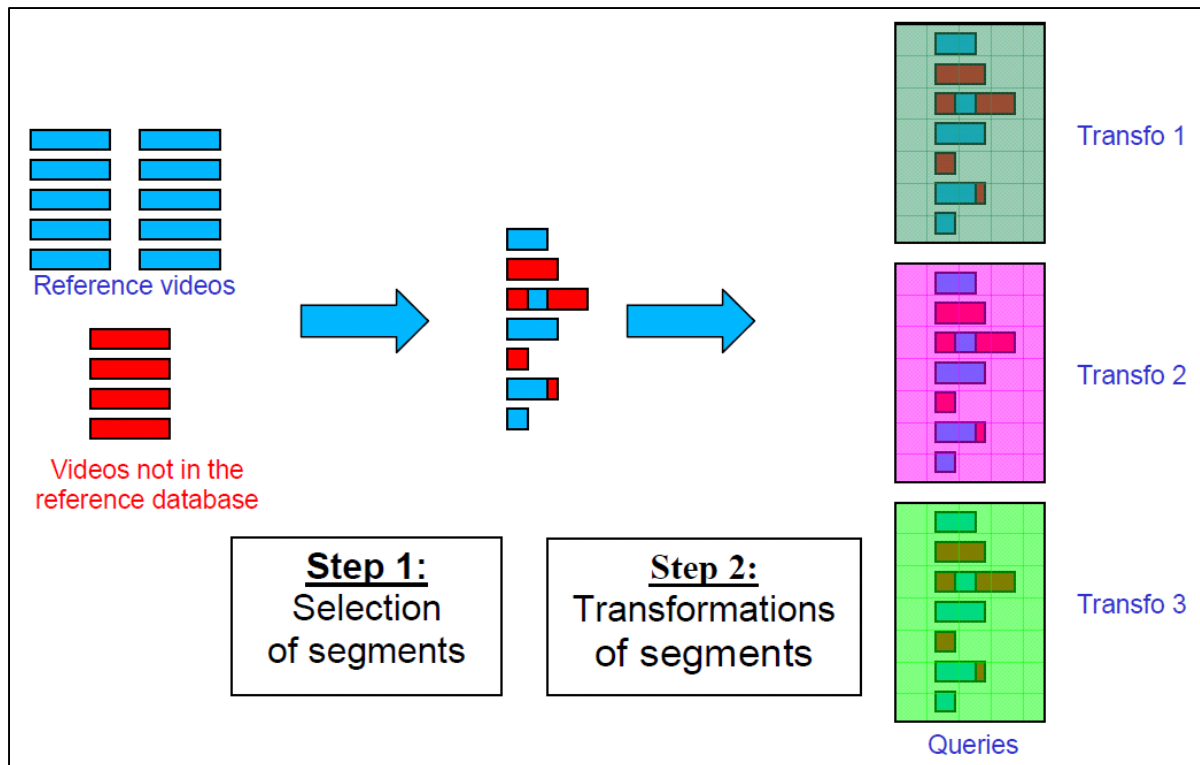 Reference videos
Videos not in the
reference database
Step 1:
Selection
of segments
Step 2:
Transformations
of segments
Transfo 1
Transfo 2
Transfo 3
Queries